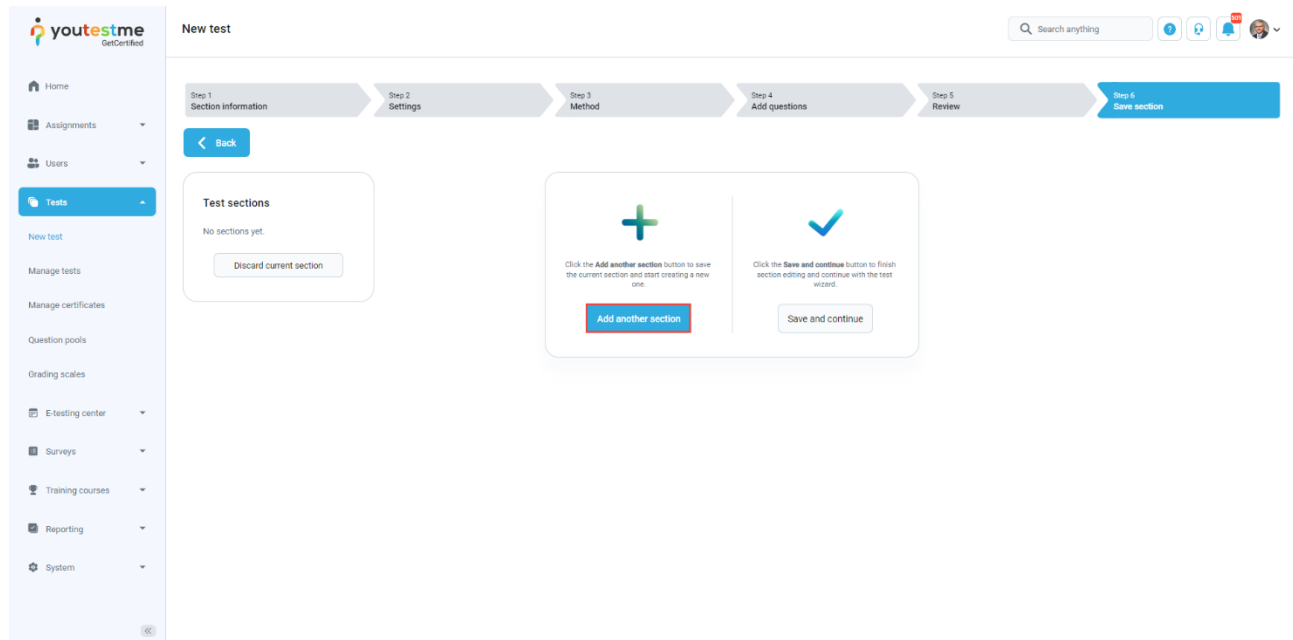 youtestme
GetCertified
New test
Search anything
?
501
Home
Assignments
Users
Tests
New test
Manage tests
Manage certificates
Question pools
Grading scales
E-testing center
Surveys
Training courses
Reporting
System
Step 1
Section information
Step 2
Settings
Step 3
Method
Step 4
Add questions
Step 5
Review
Step 6
Save section
Back
Test sections
No sections yet.
Discard current section
Click the Add another section button to save
the current section and start creating a new
one.
Add another section
Click the Save and continue button to finish
section editing and continue with the test
wizard.
Save and continue